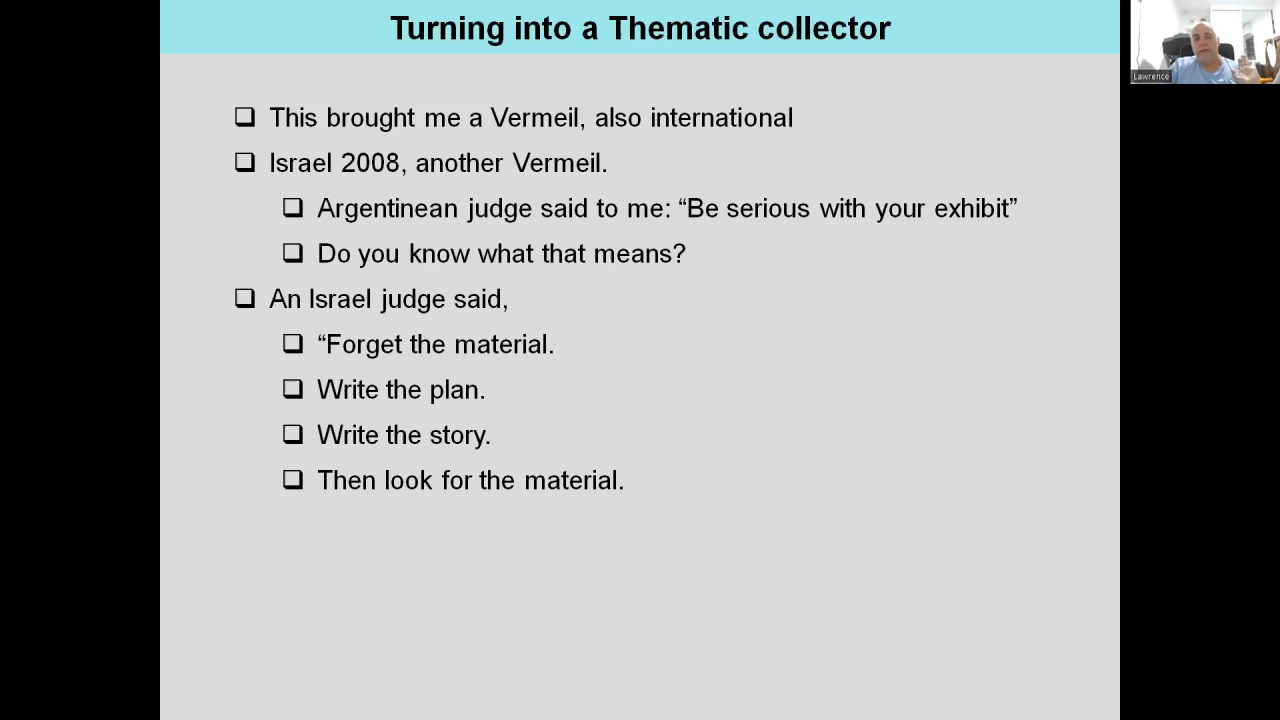 Turning into a Thematic collector
Lawrence
This brought me a Vermeil, also international
Israel 2008, another Vermeil.
Argentinean judge said to me: “Be serious with your exhibit”
Do you know what that means?
An Israel judge said,
“Forget the material.
Write the plan.
Write the story.
Then look for the material.